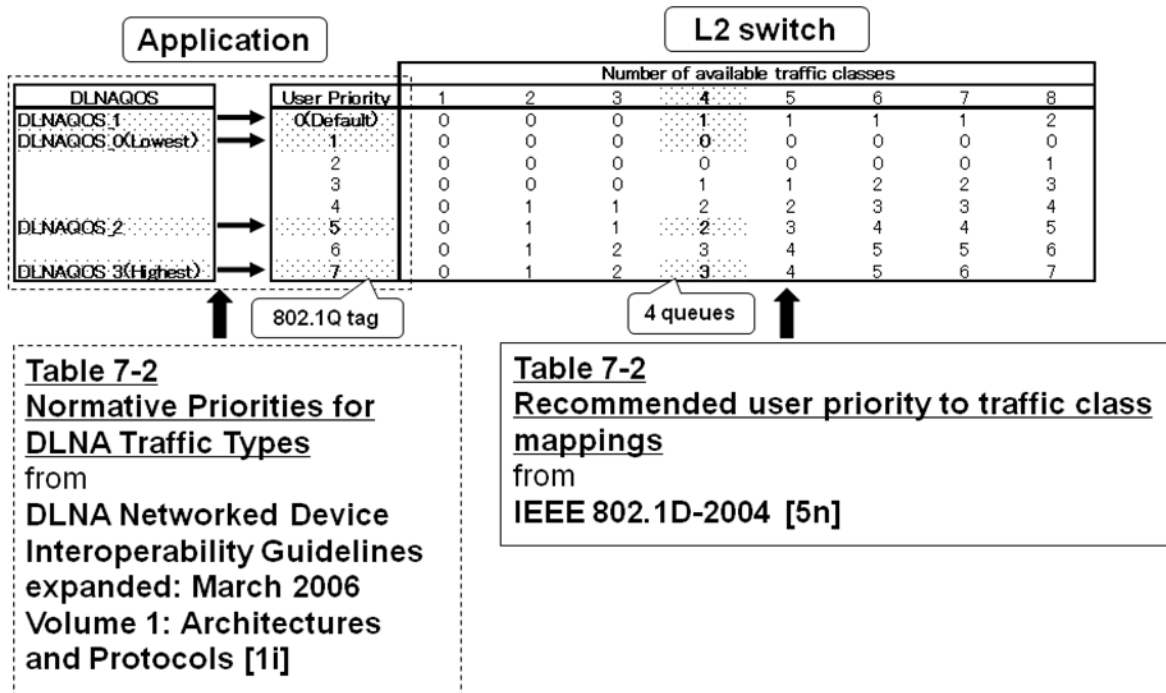 Application
L2 switch
Number of available traffic classes
DLNAQOS User Priority 1 2 3 4 5 6 7 8
DLNAQOS_1 0(Default) 0 0 0 1 1 1 1 2
DLNAQOS_0(Lowest) 1 0 0 0 0 0 0 0 0
2 0 0 0 0 0 0 0 1
3 0 0 0 1 1 2 2 3
4 0 1 1 2 2 3 3 4
DLNAQOS_2 5 0 1 1 2 3 4 4 5
6 0 1 2 3 4 5 5 6
DLNAQOS 3(Highest) 7 0 1 2 3 4 5 6 7
802.1Q tag
4 queues
Table 7-2
Normative Priorities for
DLNA Traffic Types
from
DLNA Networked Device
Interoperability Guidelines
expanded: March 2006
Volume 1: Architectures
and Protocols [1i]
Table 7-2
Recommended user priority to traffic class
mappings
from
IEEE 802.1D-2004 [5n]